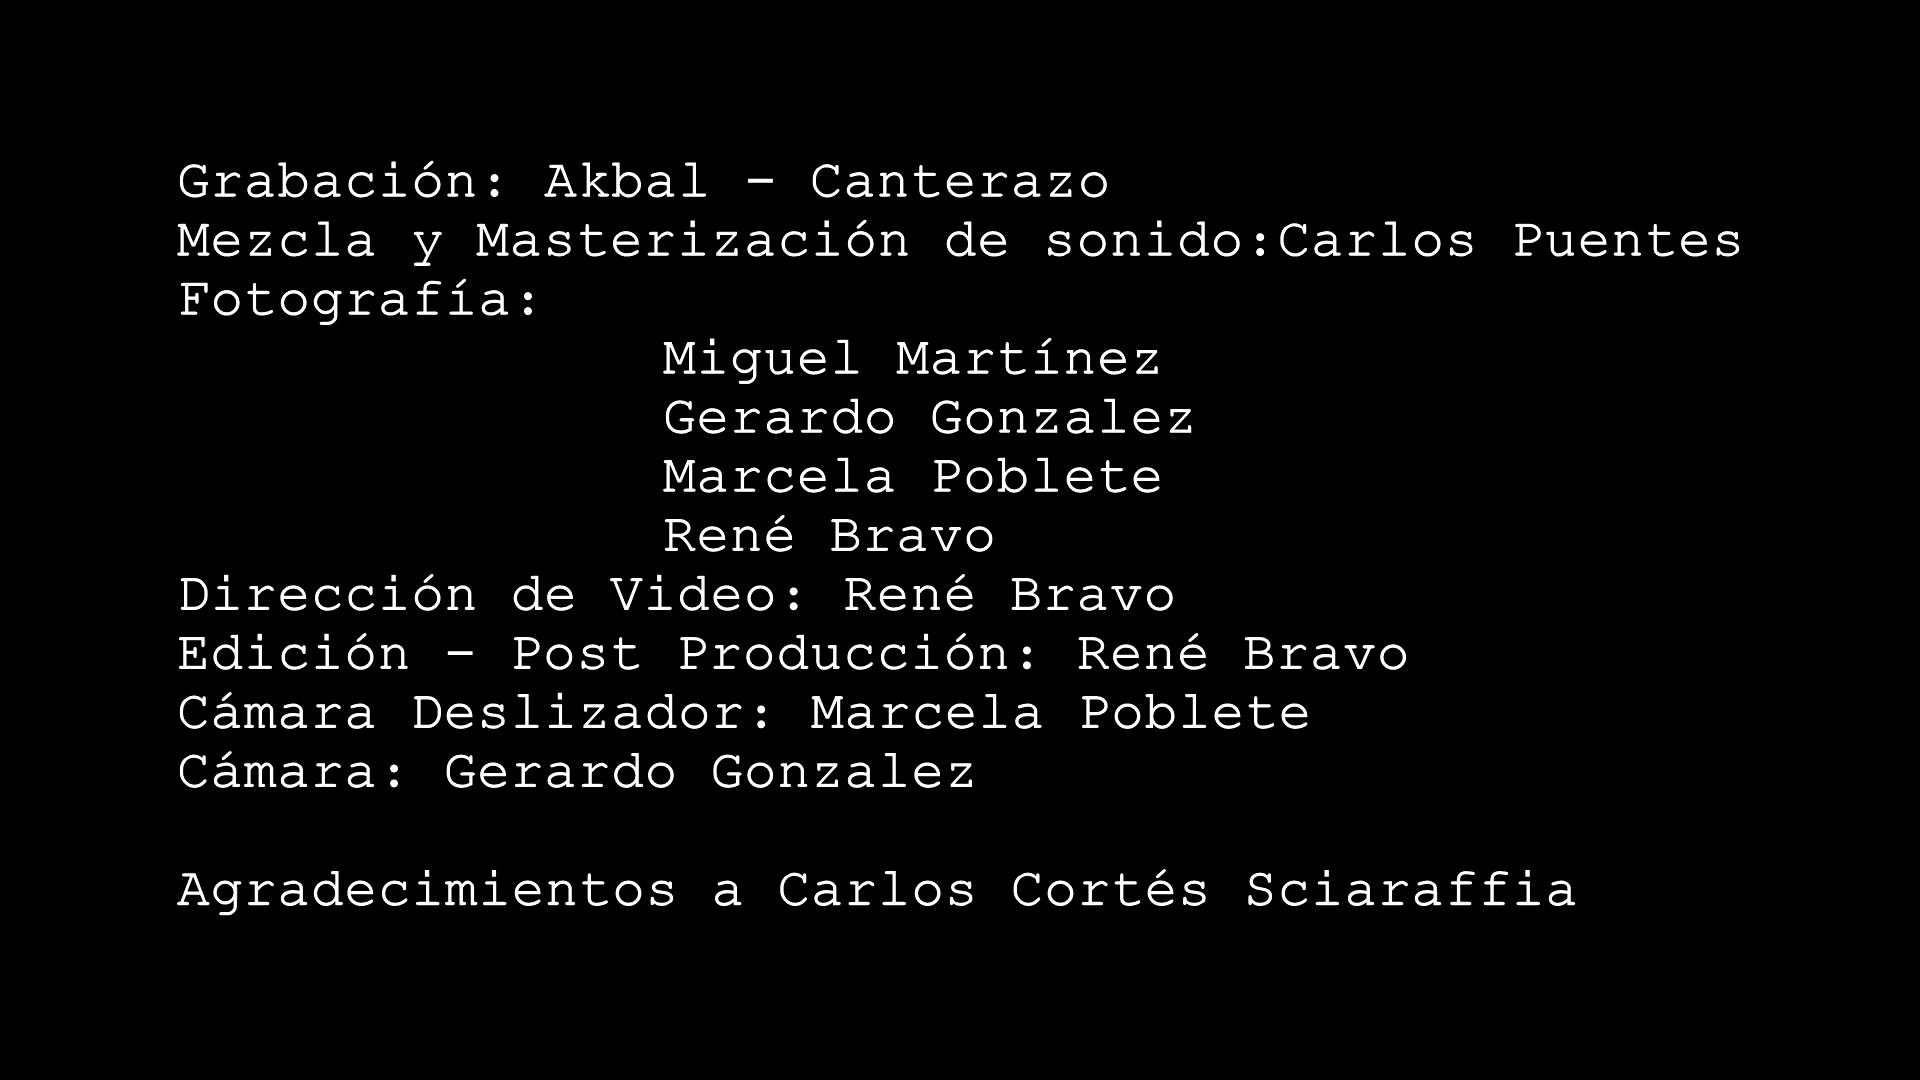 Grabación: Akbal - Canterazo
Mezcla y Masterización de sonido:Carlos Puentes
Fotografía:
Miguel Martínez
Gerardo Gonzalez
Marcela Poblete
René Bravo
Dirección de Video: René Bravo
Edición - Post Producción: René Bravo
Cámara Deslizador: Marcela Poblete
Cámara: Gerardo Gonzalez
Agradecimientos a Carlos Cortés Sciaraffia